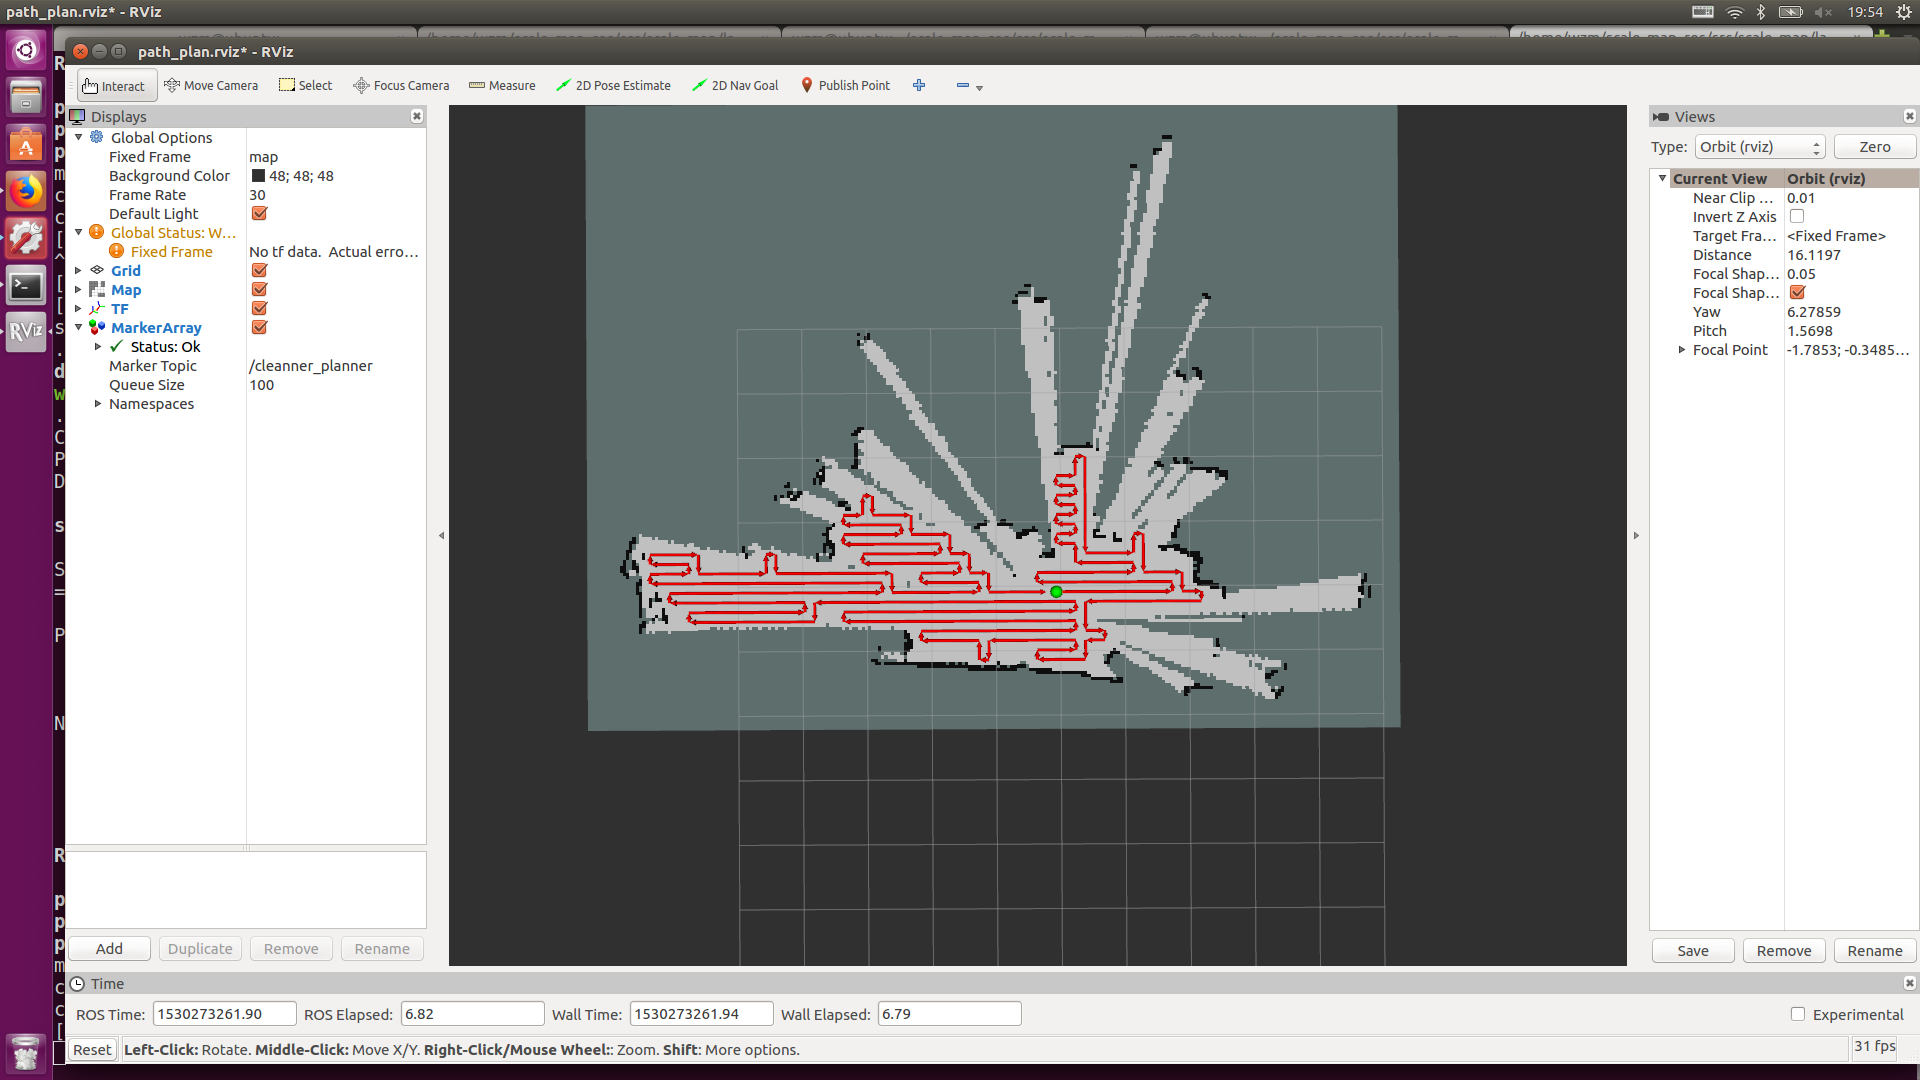 path_plan.rviz* - RViz
19:54
path_plan.rviz* - RViz
Interact Move Camera Select Focus Camera Measure 2D Pose Estimate 2D Nav Goal Publish Point
Displays
Global Options
Fixed Frame map
Background Color 48; 48; 48
Frame Rate 30
Default Light
Global Status: W...
Fixed Frame No tf data. Actual erro...
Grid
Map
TF
MarkerArray
Status: Ok
Marker Topic /cleanner_planner
Queue Size 100
Namespaces
Add Duplicate Remove Rename
Views
Type: Orbit (rviz) Zero
Current View Orbit (rviz)
Near Clip ... 0.01
Invert Z Axis
Target Fra... <Fixed Frame>
Distance 16.1197
Focal Shap... 0.05
Focal Shap...
Yaw 6.27859
Pitch 1.5698
Focal Point -1.7853; -0.3485...
Save Remove Rename
Time
ROS Time: 1530273261.90 ROS Elapsed: 6.82 Wall Time: 1530273261.94 Wall Elapsed: 6.79 Experimental
Reset Left-Click: Rotate. Middle-Click: Move X/Y. Right-Click/Mouse Wheel:: Zoom. Shift: More options. 31 fps
RViz